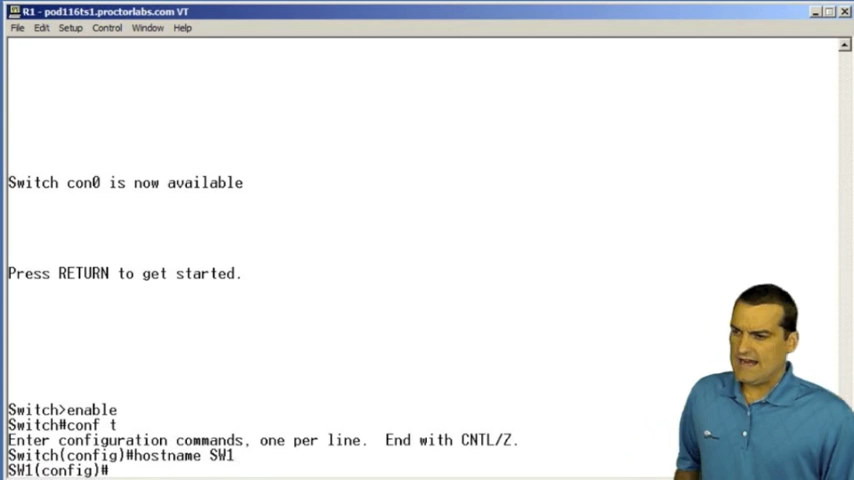 R1 - pod116ts1.proctorlabs.com VT
File Edit Setup Control Window Help
Switch con0 is now available
Press RETURN to get started.
Switch>enable
Switch#conf t
Enter configuration commands, one per line.  End with CNTL/Z.
Switch(config)#hostname SW1
SW1(config)#